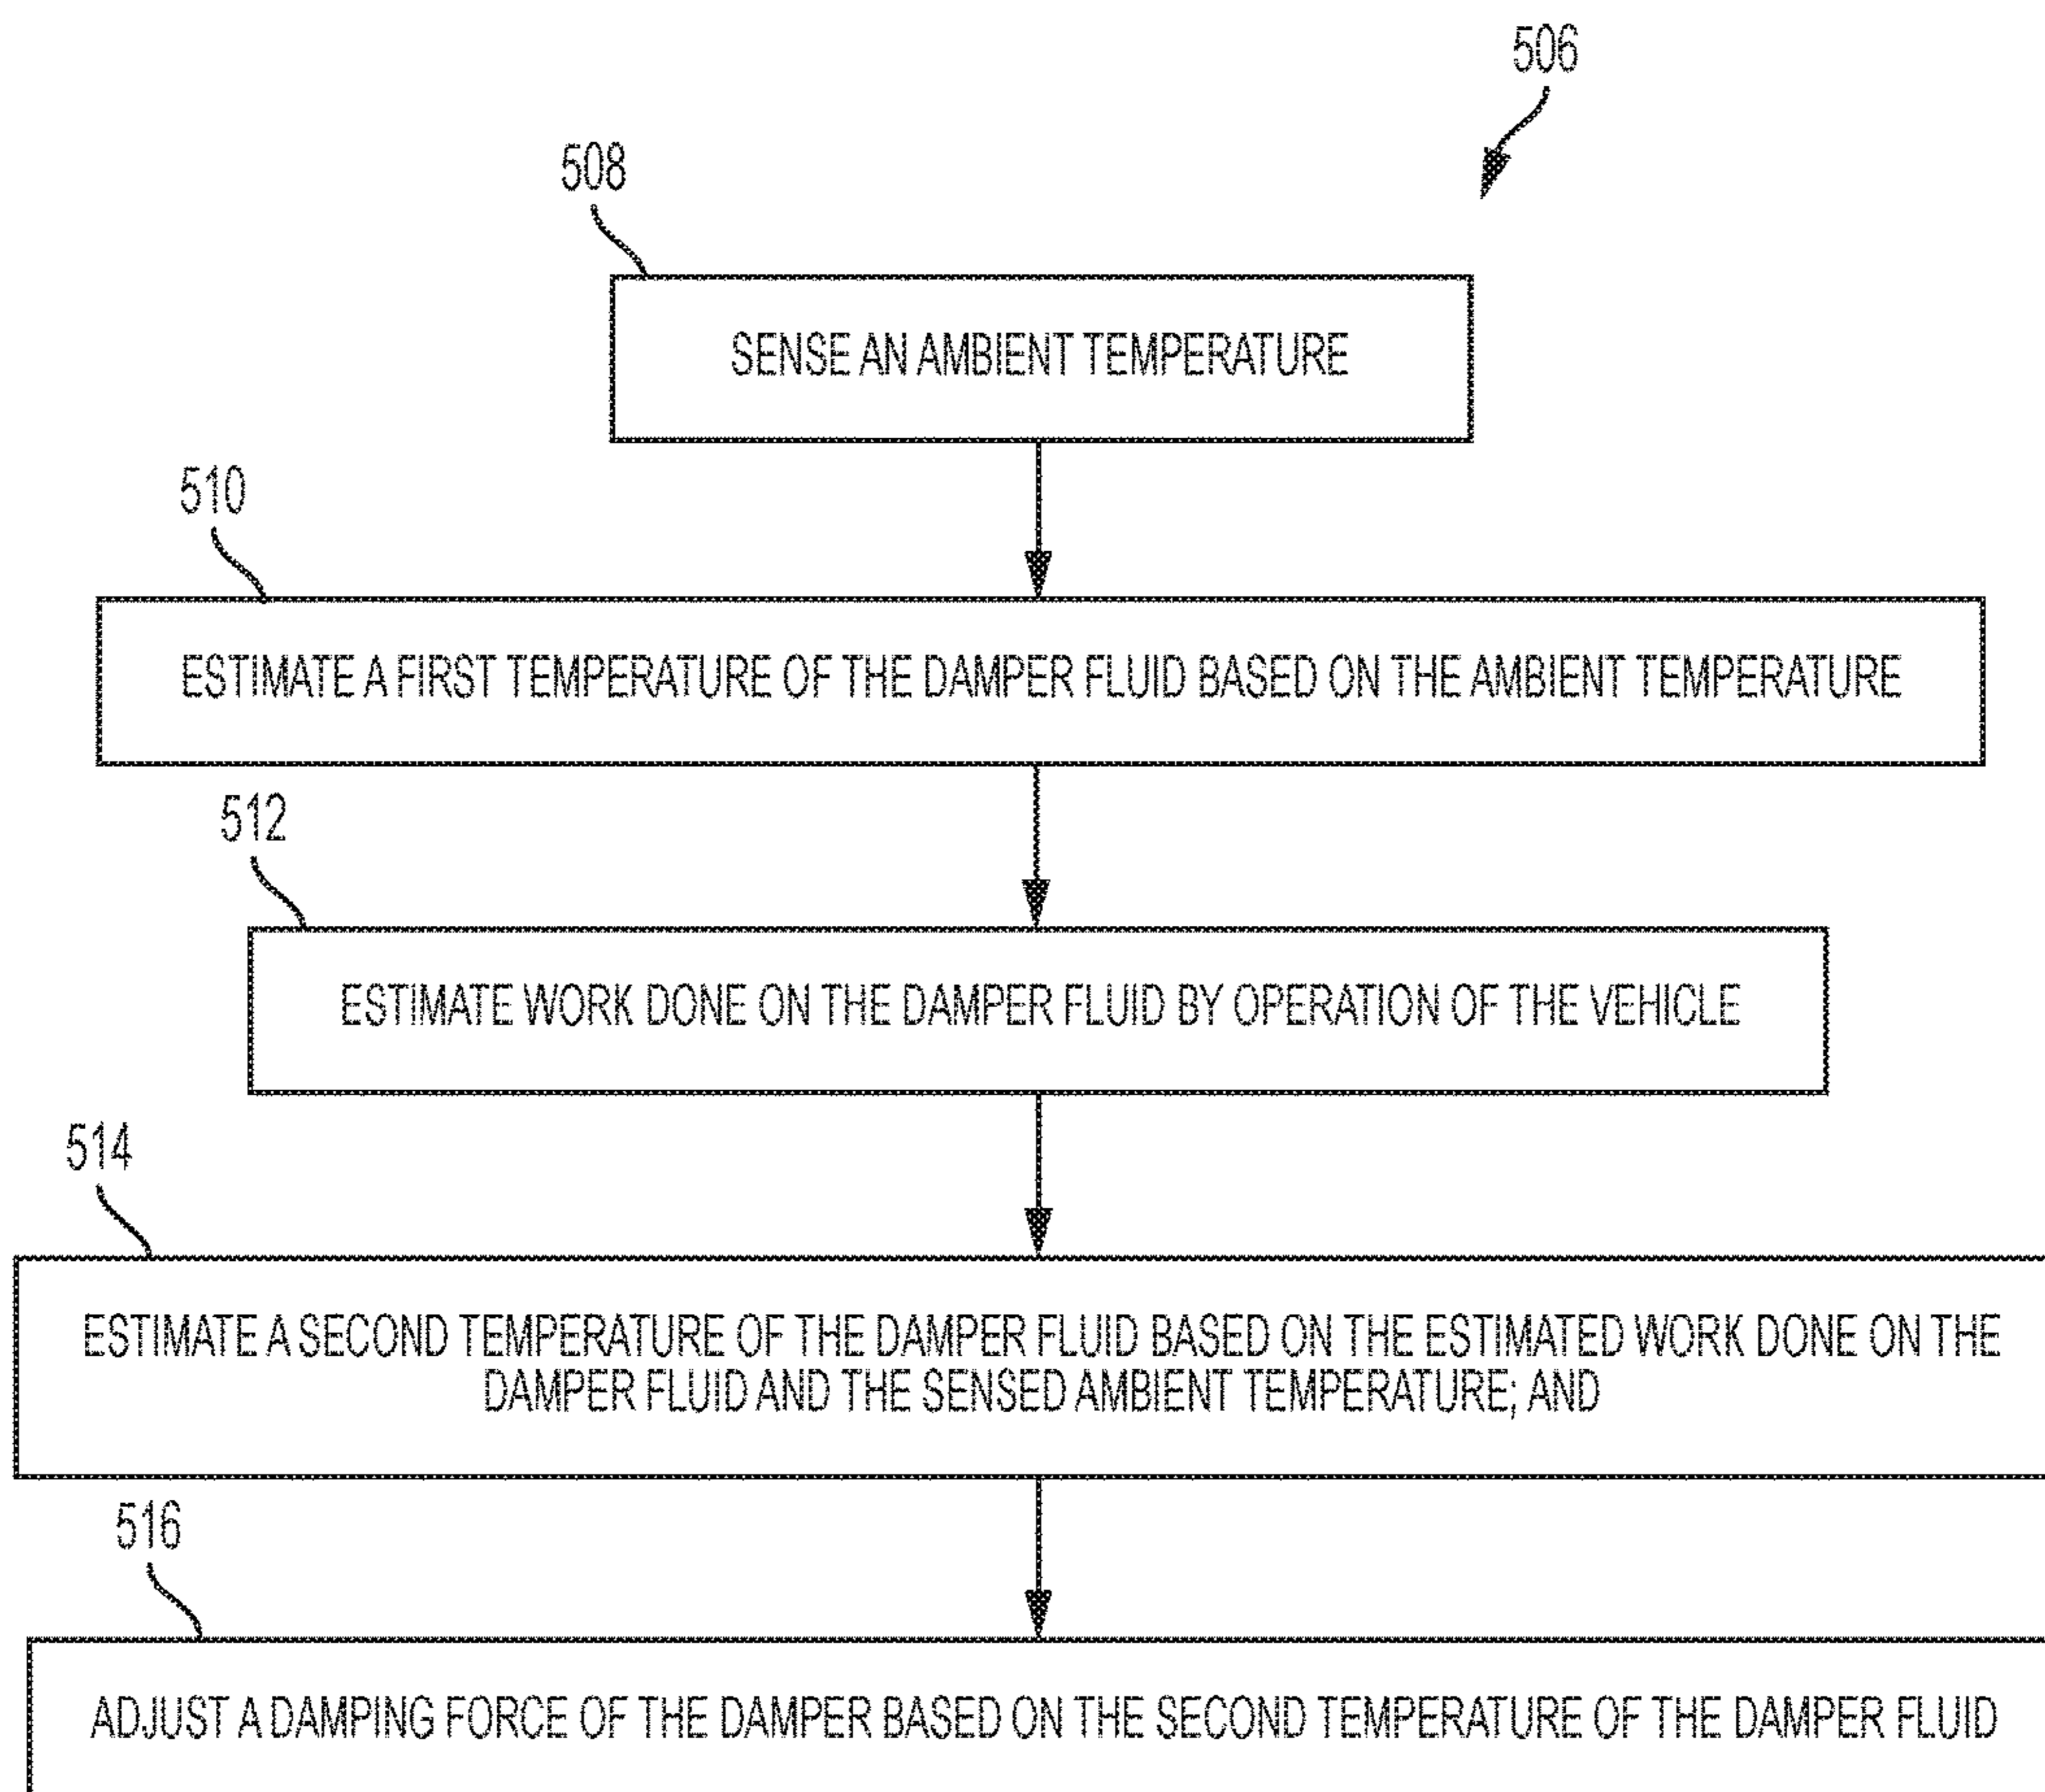 506
508
SENSE AN AMBIENT TEMPERATURE
510
ESTIMATE A FIRST TEMPERATURE OF THE DAMPER FLUID BASED ON THE AMBIENT TEMPERATURE
512
ESTIMATE WORK DONE ON THE DAMPER FLUID BY OPERATION OF THE VEHICLE
514
ESTIMATE A SECOND TEMPERATURE OF THE DAMPER FLUID BASED ON THE ESTIMATED WORK DONE ON THE
DAMPER FLUID AND THE SENSED AMBIENT TEMPERATURE; AND
516
ADJUST A DAMPING FORCE OF THE DAMPER BASED ON THE SECOND TEMPERATURE OF THE DAMPER FLUID